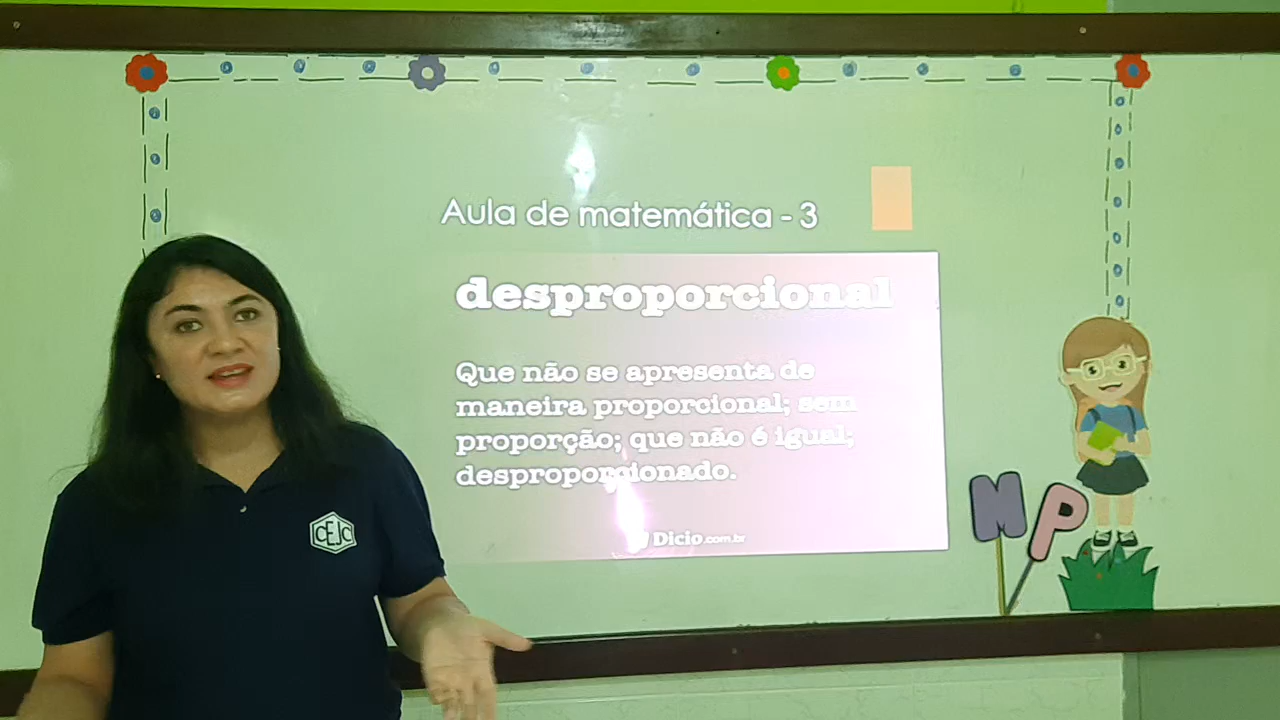 Aula de matemática - 3
desproporcional
Que não se apresenta de
maneira proporcional; sem
proporção; que não é igual;
desproporcionado.
Dicio.com.br
CEJC
M P